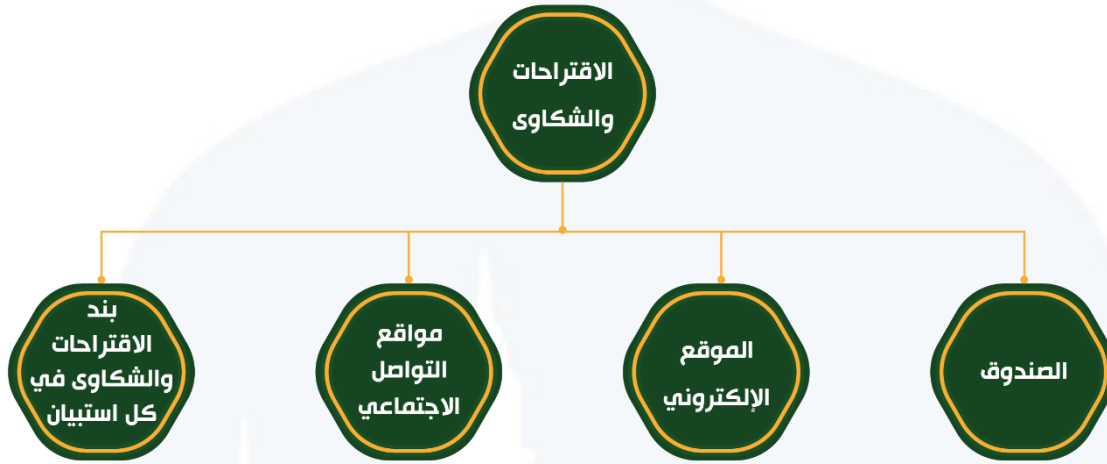 الاقتراحات
والشكاوى
الصندوق
الموقع
الإلكتروني
مواقع
التواصل
الاجتماعي
بند
الاقتراحات
والشكاوى في
كل استبيان